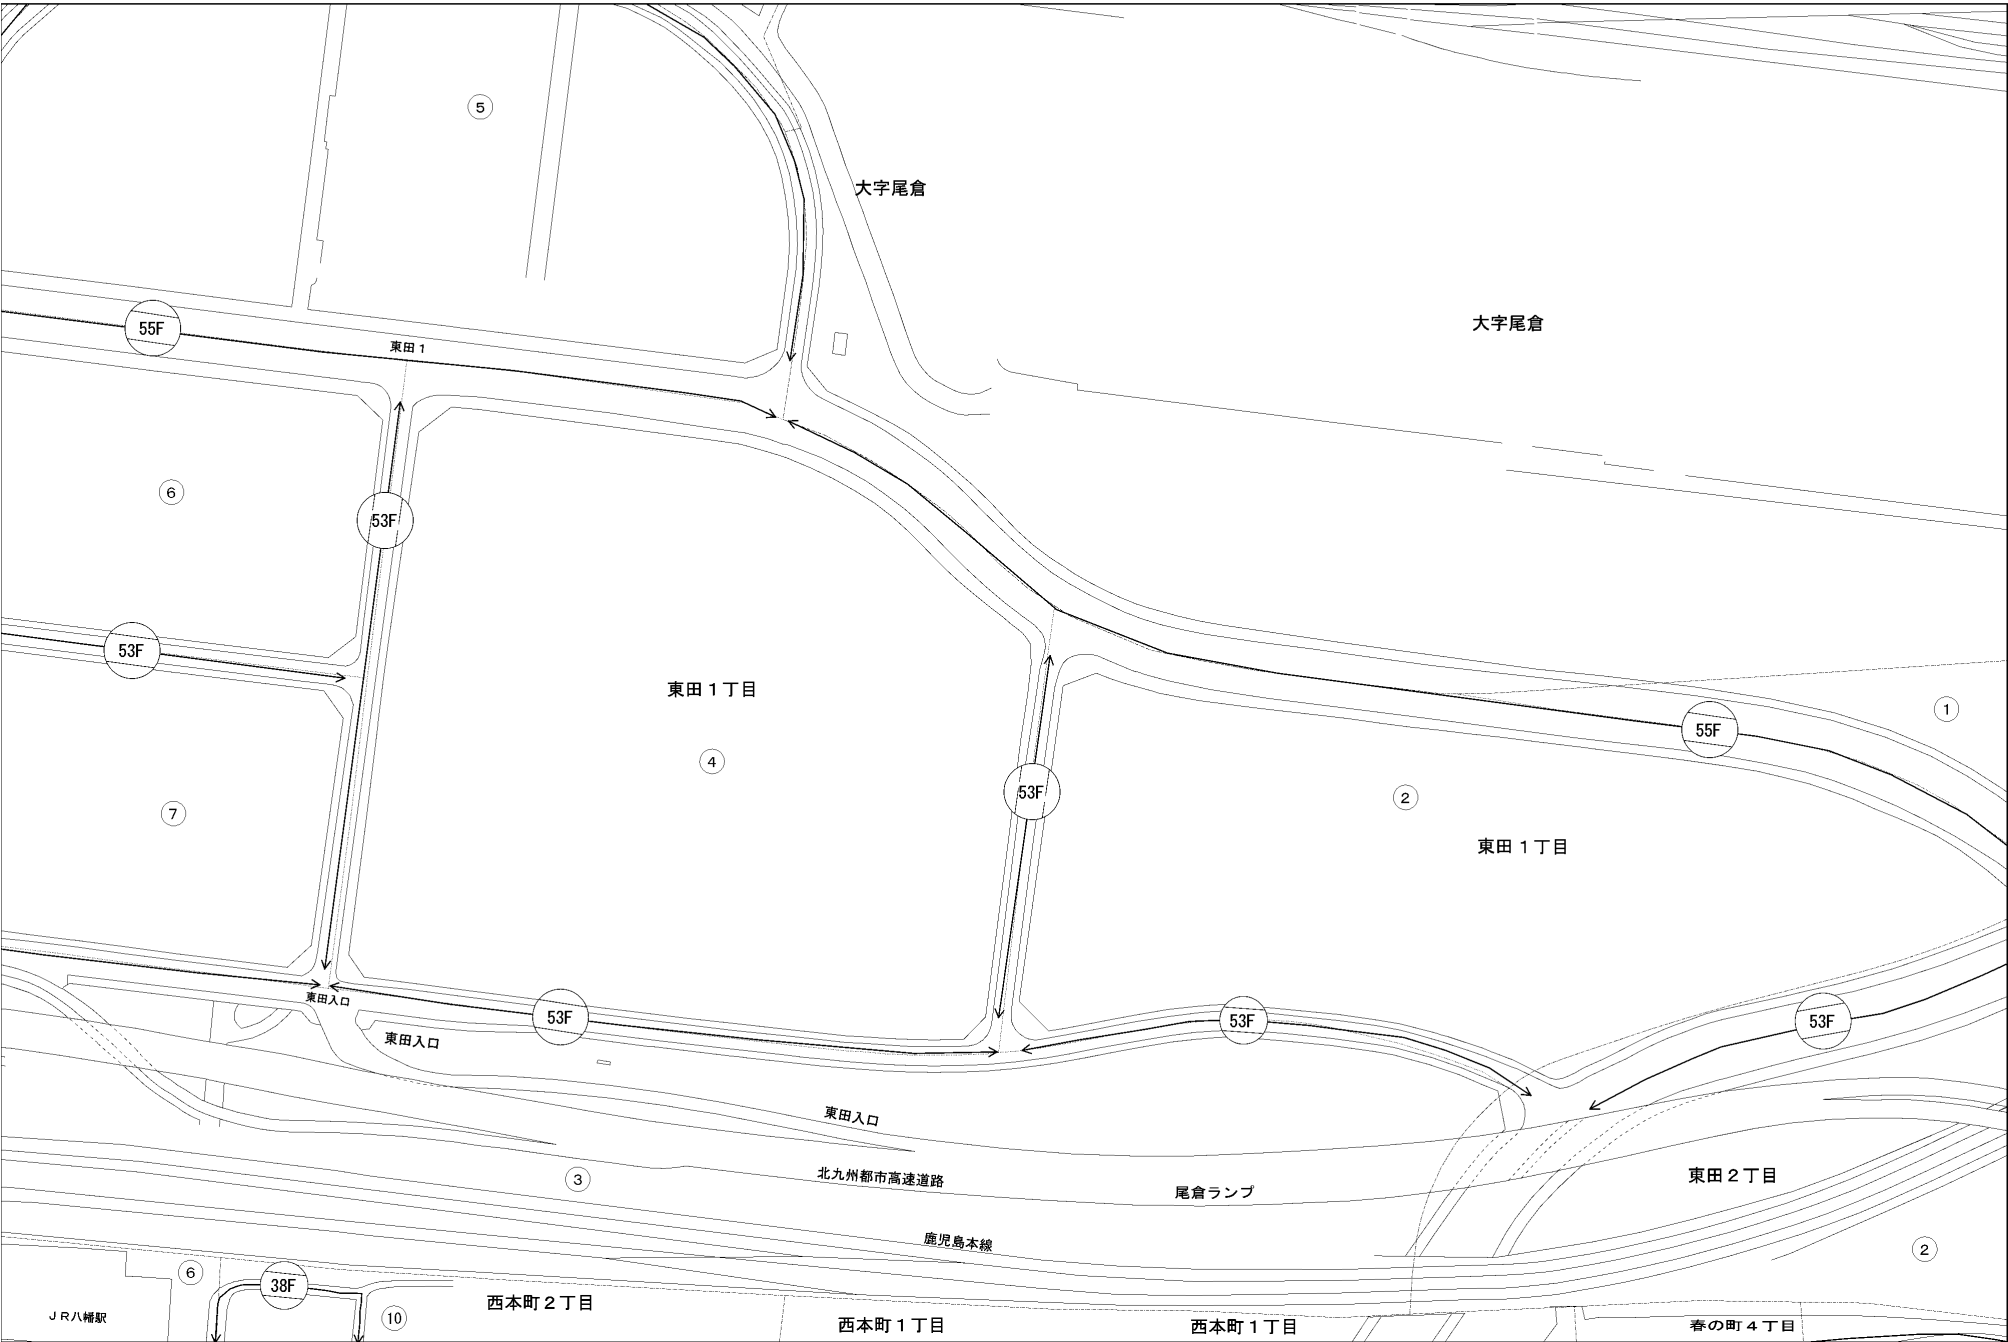 ⑤
大字尾倉
大字尾倉
55F
東田1
⑥
53F
53F
東田1丁目
①
55F
④
53F
②
⑦
東田1丁目
東田入口
53F
53F
53F
東田入口
東田入口
③
北九州都市高速道路
尾倉ランプ
東田2丁目
鹿児島本線
②
⑥
38F
JR八幡駅
⑩
西本町2丁目
西本町1丁目
西本町1丁目
春の町4丁目